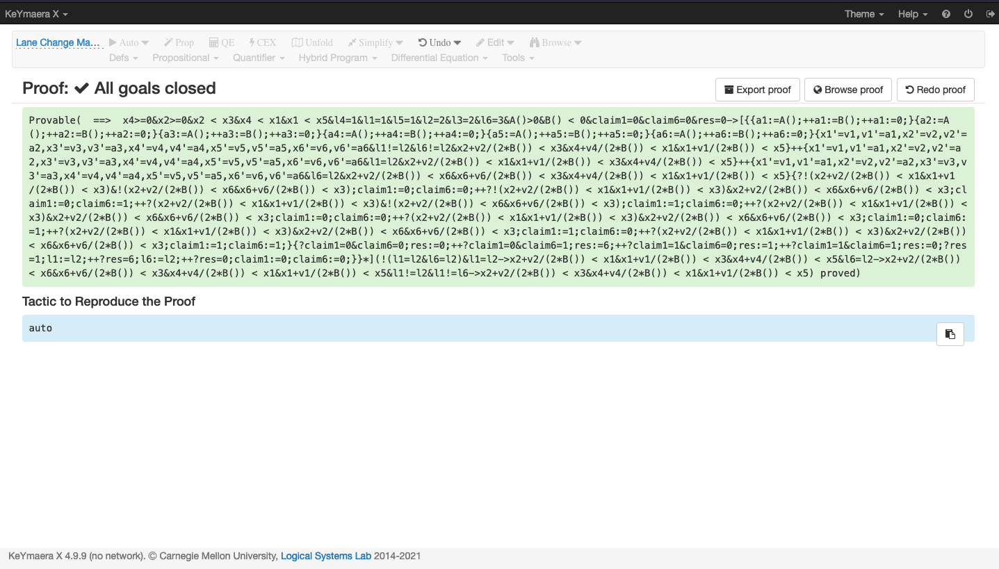 KeYmaera X
Theme Help
Lane Change Ma... Auto Prop QE CEX Unfold Simplify Undo Edit Browse
Defs Propositional Quantifier Hybrid Program Differential Equation Tools
Proof: ✔ All goals closed
Export proof Browse proof Redo proof
Provable(  ==>  x4>=0&x2>=0&x2 < x3&x4 < x1&x1 < x5&l4=1&l1=1&l5=1&l2=2&l3=2&l6=3&A()>0&B() < 0&claim1=0&claim6=0&res=0->[{{a1:=A();++a1:=B();++a1:=0;}{a2:=A
();++a2:=B();++a2:=0;}{a3:=A();++a3:=B();++a3:=0;}{a4:=A();++a4:=B();++a4:=0;}{a5:=A();++a5:=B();++a5:=0;}{a6:=A();++a6:=B();++a6:=0;}{x1'=v1,v1'=a1,x2'=v2,v2'=
a2,x3'=v3,v3'=a3,x4'=v4,v4'=a4,x5'=v5,v5'=a5,x6'=v6,v6'=a6&l1!=l2&l6!=l2&x2+v2/(2*B()) < x3&x4+v4/(2*B()) < x1&x1+v1/(2*B()) < x5}++{x1'=v1,v1'=a1,x2'=v2,v2'=a
2,x3'=v3,v3'=a3,x4'=v4,v4'=a4,x5'=v5,v5'=a5,x6'=v6,v6'=a6&l1=l2&x2+v2/(2*B()) < x1&x1+v1/(2*B()) < x3&x4+v4/(2*B()) < x5}++{x1'=v1,v1'=a1,x2'=v2,v2'=a2,x3'=v3,v
3'=a3,x4'=v4,v4'=a4,x5'=v5,v5'=a5,x6'=v6,v6'=a6&l6=l2&x2+v2/(2*B()) < x6&x6+v6/(2*B()) < x3&x4+v4/(2*B()) < x1&x1+v1/(2*B()) < x5}{?!(x2+v2/(2*B()) < x1&x1+v1
/(2*B()) < x3)&!(x2+v2/(2*B()) < x6&x6+v6/(2*B()) < x3);claim1:=0;claim6:=0;++?!(x2+v2/(2*B()) < x1&x1+v1/(2*B()) < x3)&x2+v2/(2*B()) < x6&x6+v6/(2*B()) < x3;cl
aim1:=0;claim6:=1;++?(x2+v2/(2*B()) < x1&x1+v1/(2*B()) < x3)&!(x2+v2/(2*B()) < x6&x6+v6/(2*B()) < x3);claim1:=1;claim6:=0;++?(x2+v2/(2*B()) < x1&x1+v1/(2*B()) <
x3)&x2+v2/(2*B()) < x6&x6+v6/(2*B()) < x3;claim1:=0;claim6:=0;++?(x2+v2/(2*B()) < x1&x1+v1/(2*B()) < x3)&x2+v2/(2*B()) < x6&x6+v6/(2*B()) < x3;claim1:=0;claim6:
=1;++?(x2+v2/(2*B()) < x1&x1+v1/(2*B()) < x3)&x2+v2/(2*B()) < x6&x6+v6/(2*B()) < x3;claim1:=1;claim6:=0;++?(x2+v2/(2*B()) < x1&x1+v1/(2*B()) < x3)&x2+v2/(2*B())
< x6&x6+v6/(2*B()) < x3;claim1:=1;claim6:=1;}{?claim1=0&claim6=0;res:=0;++?claim1=0&claim6=1;res:=6;++?claim1=1&claim6=0;res:=1;++?claim1=1&claim6=1;res:=0;?res
=1;l1:=l2;++?res=6;l6:=l2;++?res=0;claim1:=0;claim6:=0;}}*](!(l1=l2&l6=l2)&l1=l2->x2+v2/(2*B()) < x1&x1+v1/(2*B()) < x3&x4+v4/(2*B()) < x5&l6=l2->x2+v2/(2*B())
< x6&x6+v6/(2*B()) < x3&x4+v4/(2*B()) < x1&x1+v1/(2*B()) < x5&l1!=l2&l1!=l6->x2+v2/(2*B()) < x3&x4+v4/(2*B()) < x1&x1+v1/(2*B()) < x5) proved)
Tactic to Reproduce the Proof
auto
KeYmaera X 4.9.9 (no network). © Carnegie Mellon University, Logical Systems Lab 2014-2021